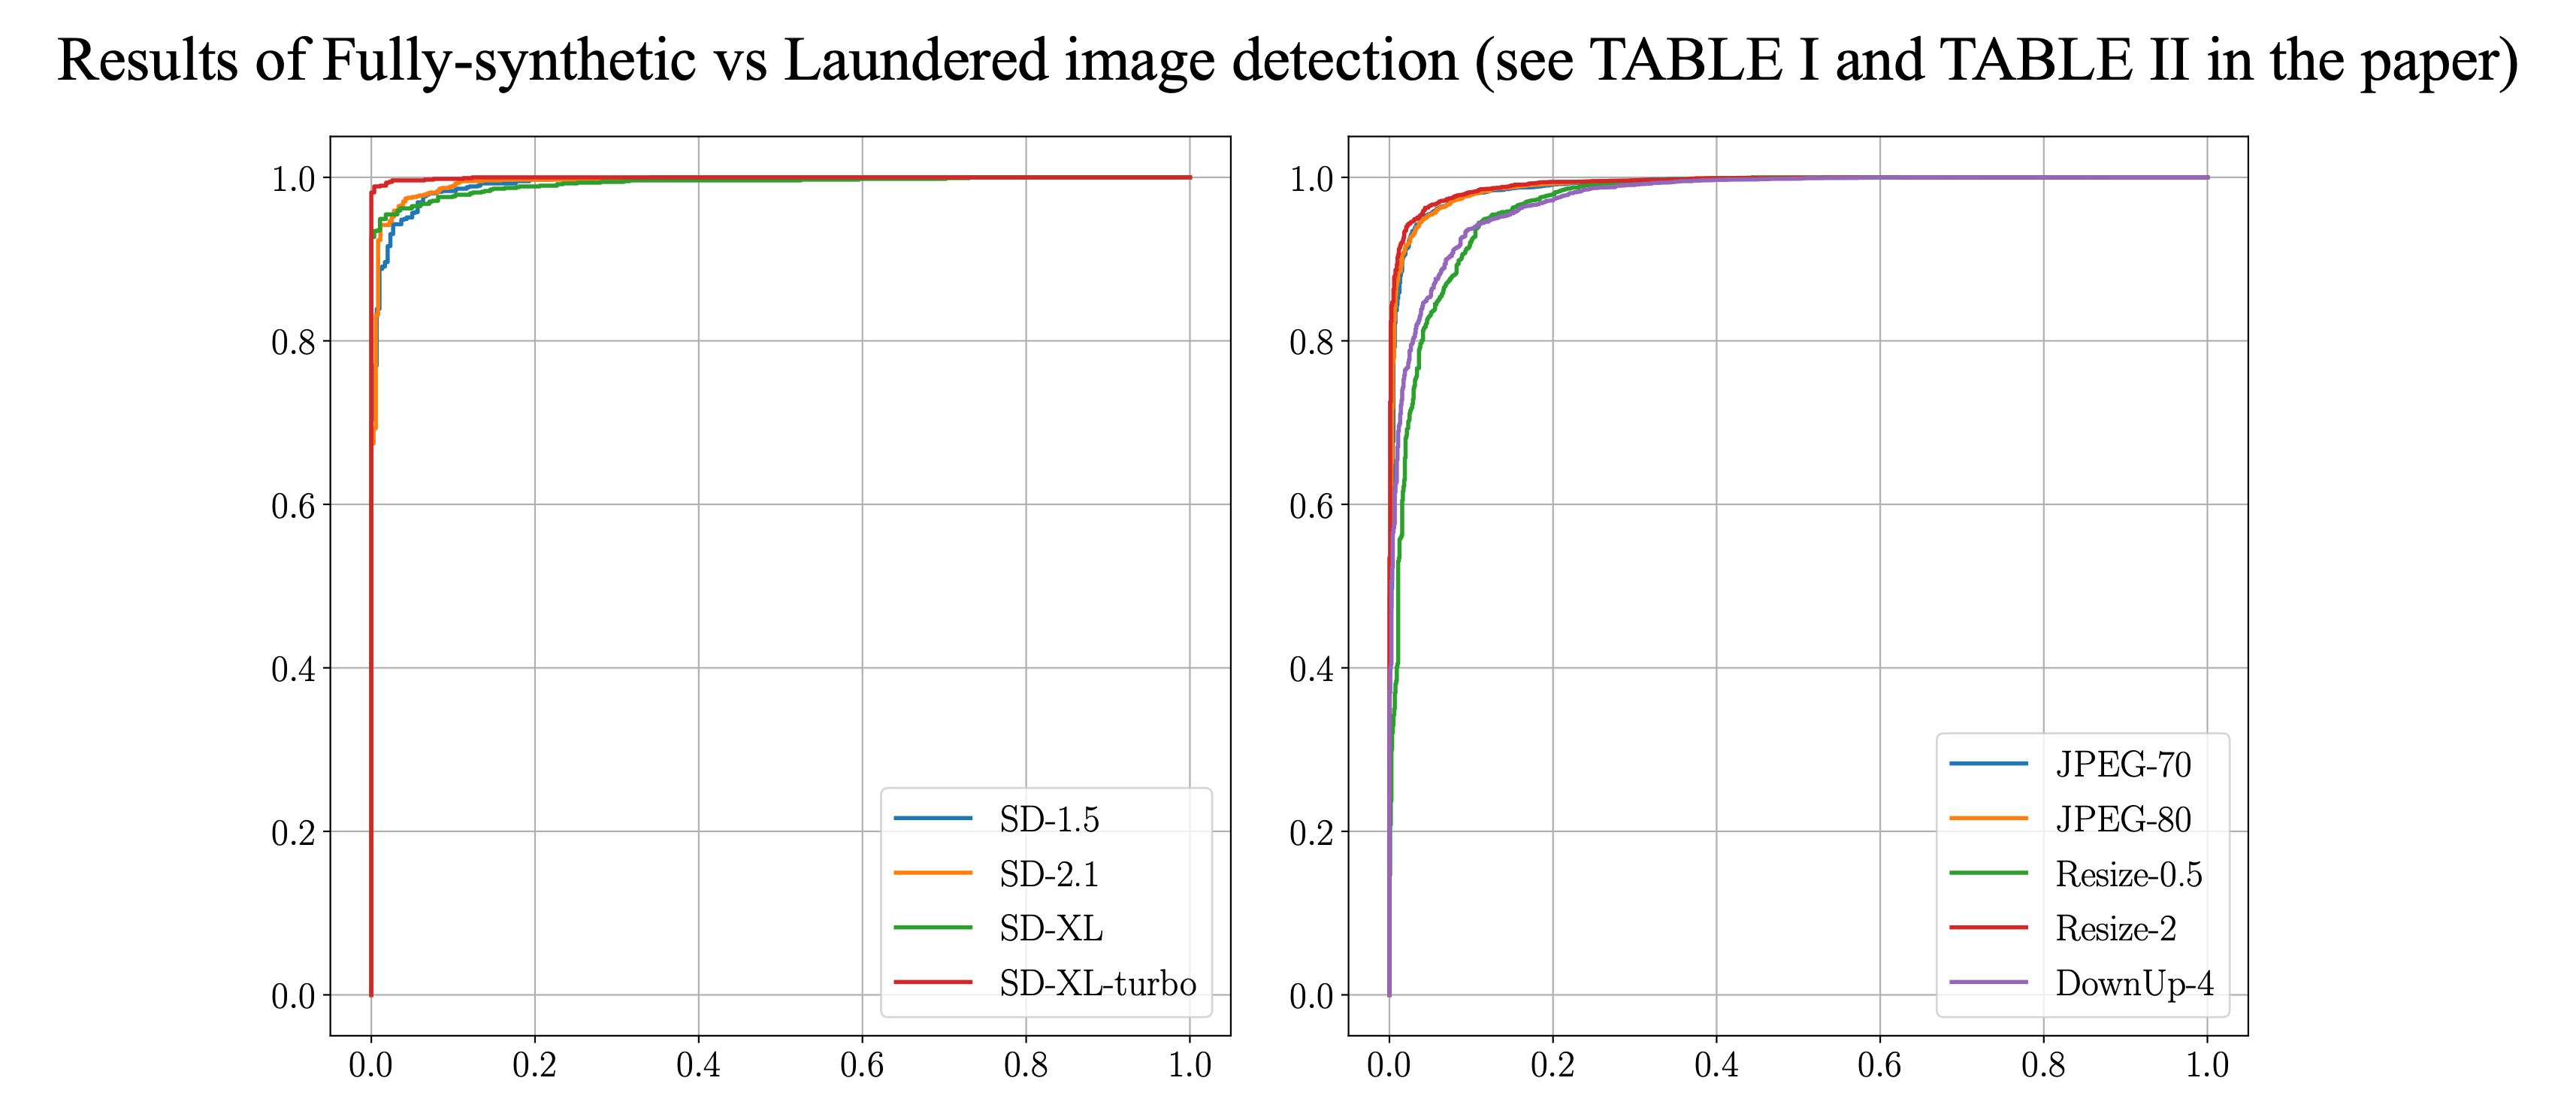 Results of Fully-synthetic vs Laundered image detection (see TABLE I and TABLE II in the paper)
1.0
0.8
0.6
0.4
0.2
0.0
0.0 0.2 0.4 0.6 0.8 1.0
SD-1.5
SD-2.1
SD-XL
SD-XL-turbo
1.0
0.8
0.6
0.4
0.2
0.0
0.0 0.2 0.4 0.6 0.8 1.0
JPEG-70
JPEG-80
Resize-0.5
Resize-2
DownUp-4